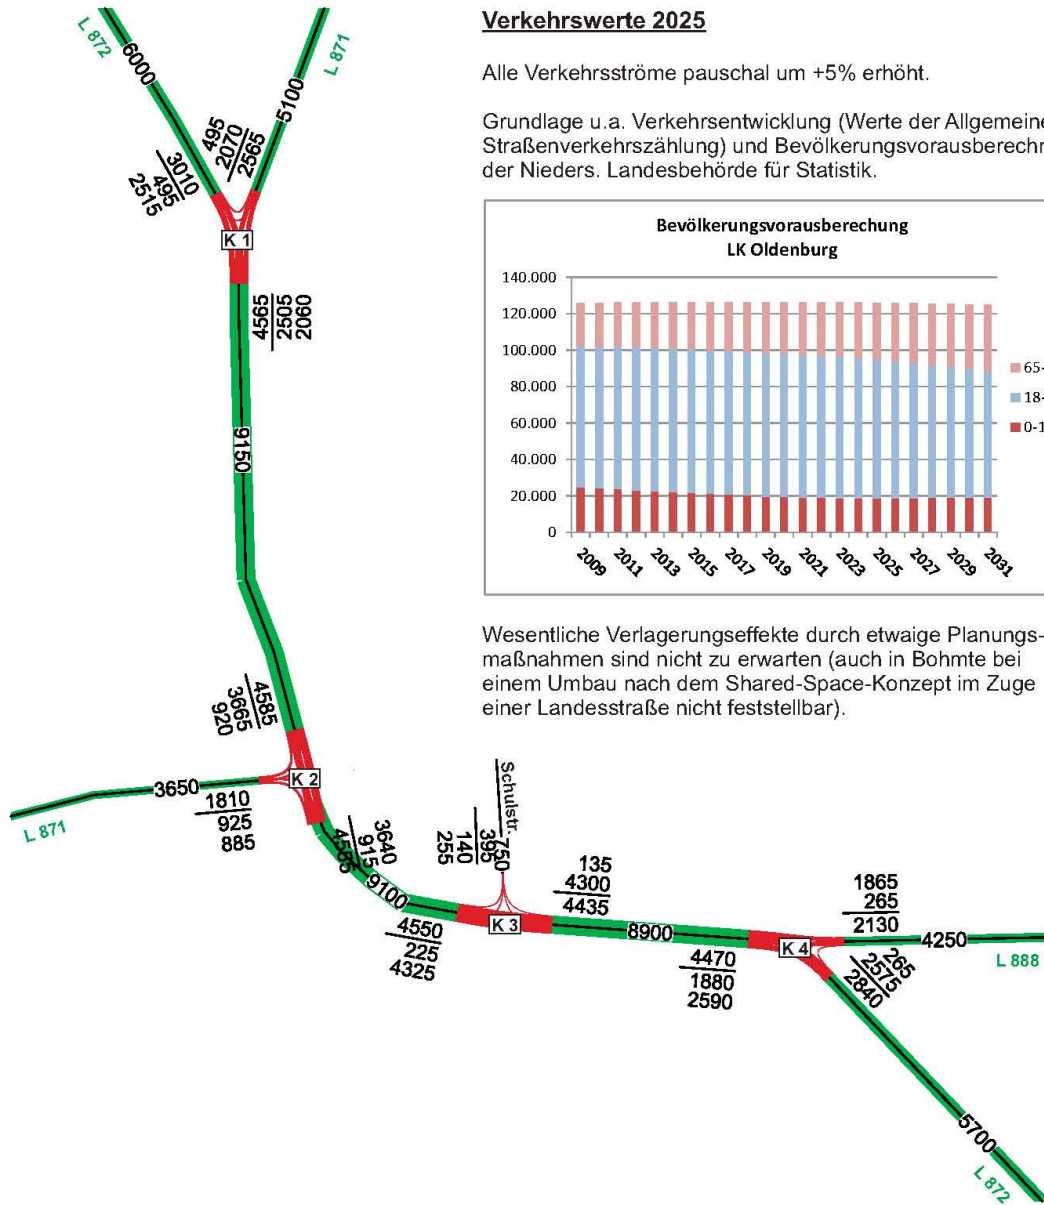 Verkehrswerte 2025
Alle Verkehrsströme pauschal um +5% erhöht.
Grundlage u.a. Verkehrsentwicklung (Werte der Allgemeine
Straßenverkehrszählung) und Bevölkerungsvorausberechn
der Nieders. Landesbehörde für Statistik.
Bevölkerungsvorausberechung
LK Oldenburg
140.000
120.000
100.000
80.000
60.000
40.000
20.000
0
2009 2011 2013 2015 2017 2019 2021 2023 2025 2027 2029 2031
65-
18-
0-1
Wesentliche Verlagerungseffekte durch etwaige Planungs-
maßnahmen sind nicht zu erwarten (auch in Bohmte bei
einem Umbau nach dem Shared-Space-Konzept im Zuge
einer Landesstraße nicht feststellbar).
L 872
6000
L 871
5100
495
2070
2565
3010
495
2515
K 1
4565
2505
2060
9150
4585
3665
920
K 2
3650
L 871
1810
925
885
3640
915
4565
9100
Schulstr.
750
395
140
255
K 3
4550
225
4325
135
4300
4435
8900
4470
1880
2590
K 4
1865
265
2130
4250
L 888
265
2575
2840
5700
L 872